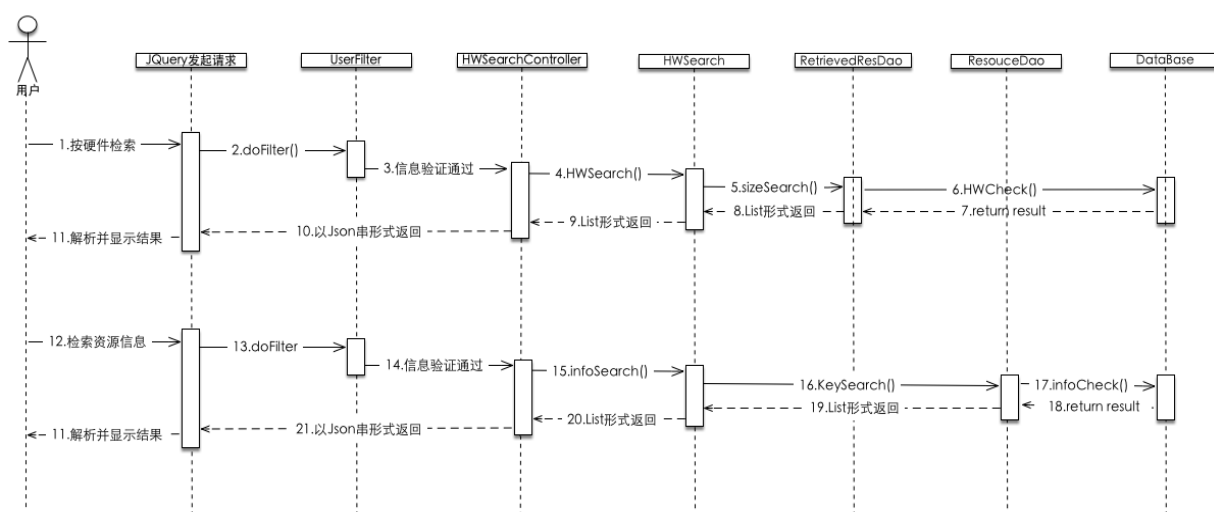 JQuery发起请求
UserFilter
HWSearchController
HWSearch
RetrievedResDao
ResouceDao
DataBase
用户
1.按硬件检索
2.doFilter()
3.信息验证通过
4.HWSearch()
5.sizeSearch()
6.HWCheck()
7.return result
8.List形式返回
9.List形式返回
10.以Json串形式返回
11.解析并显示结果
12.检索资源信息
13.doFilter
14.信息验证通过
15.infoSearch()
16.KeySearch()
17.infoCheck()
18.return result
19.List形式返回
20.List形式返回
21.以Json串形式返回
11.解析并显示结果